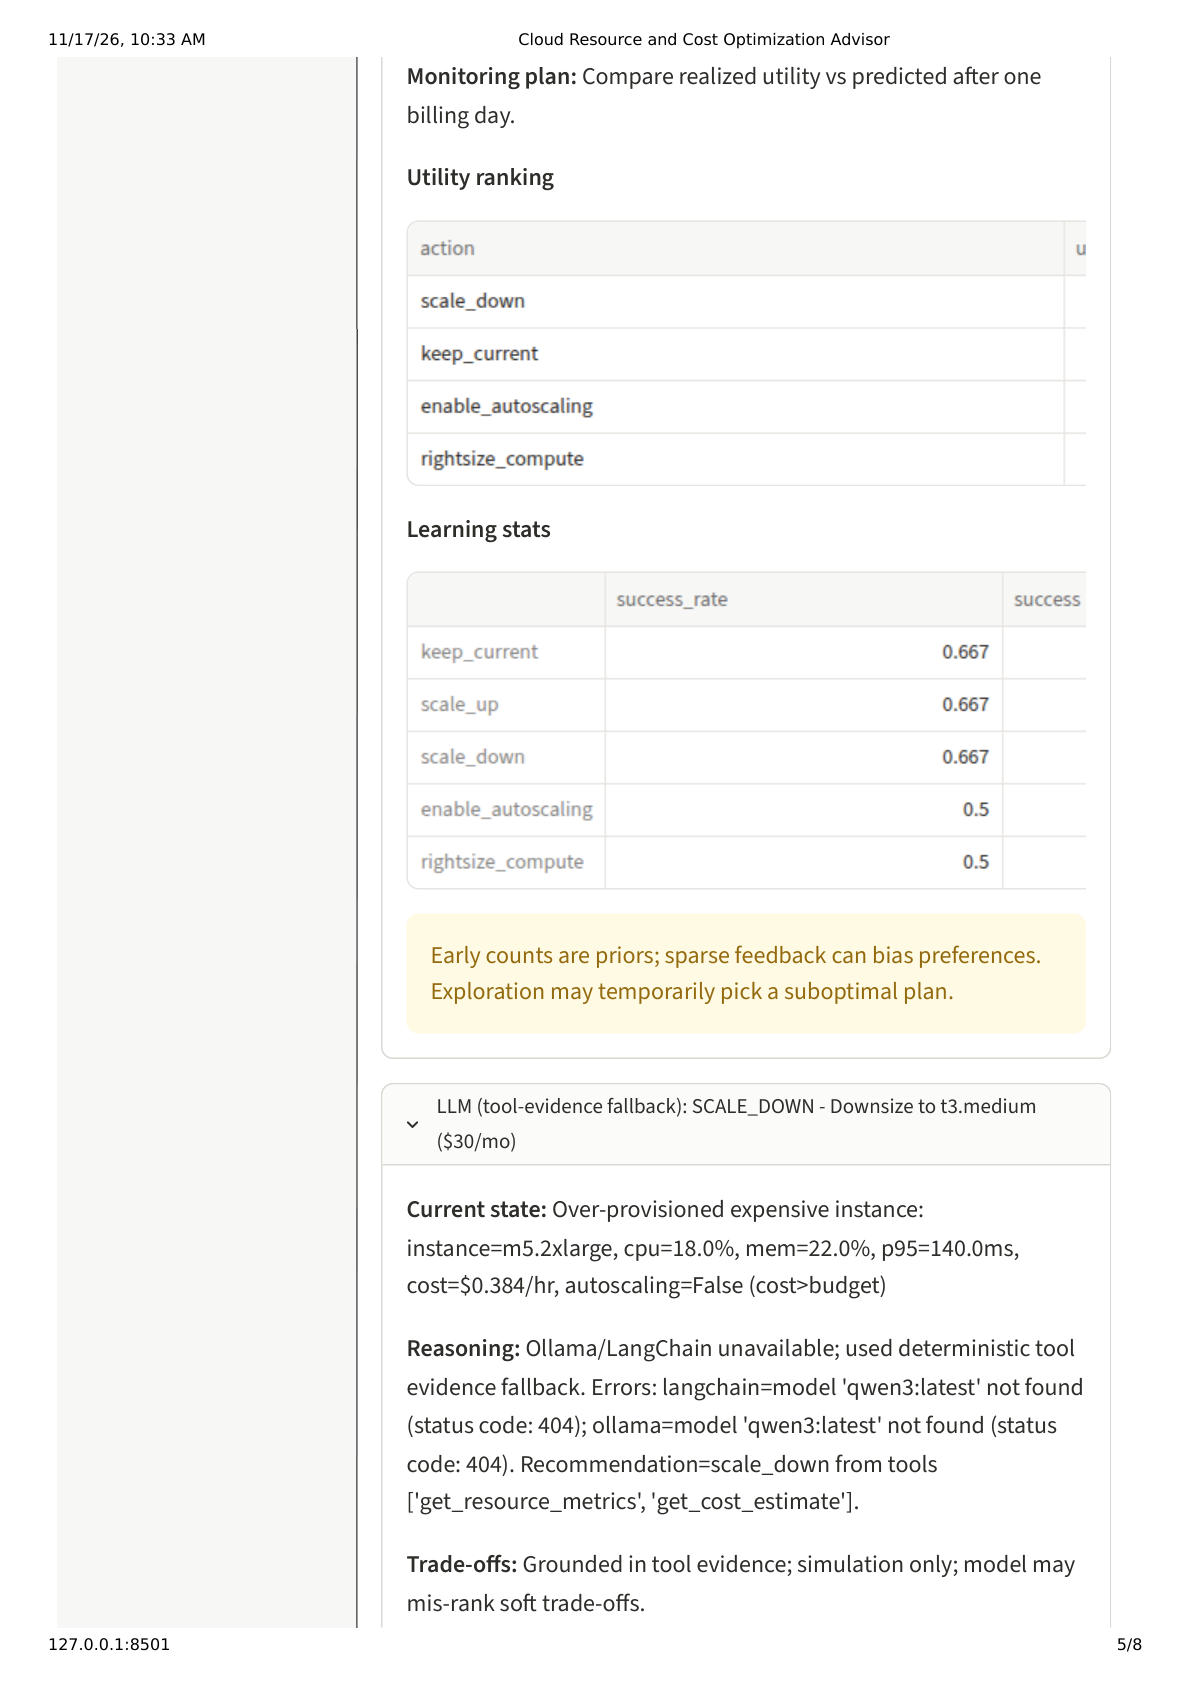 11/17/26, 10:33 AM
Cloud Resource and Cost Optimization Advisor
Monitoring plan: Compare realized utility vs predicted after one
billing day.
Utility ranking
action
scale_down
keep_current
enable_autoscaling
rightsize_compute
Learning stats
success_rate success
keep_current 0.667
scale_up 0.667
scale_down 0.667
enable_autoscaling 0.5
rightsize_compute 0.5
Early counts are priors; sparse feedback can bias preferences.
Exploration may temporarily pick a suboptimal plan.
LLM (tool-evidence fallback): SCALE_DOWN - Downsize to t3.medium
($30/mo)
Current state: Over-provisioned expensive instance:
instance=m5.2xlarge, cpu=18.0%, mem=22.0%, p95=140.0ms,
cost=$0.384/hr, autoscaling=False (cost>budget)
Reasoning: Ollama/LangChain unavailable; used deterministic tool
evidence fallback. Errors: langchain=model 'qwen3:latest' not found
(status code: 404); ollama=model 'qwen3:latest' not found (status
code: 404). Recommendation=scale_down from tools
['get_resource_metrics', 'get_cost_estimate'].
Trade-offs: Grounded in tool evidence; simulation only; model may
mis-rank soft trade-offs.
127.0.0.1:8501
5/8